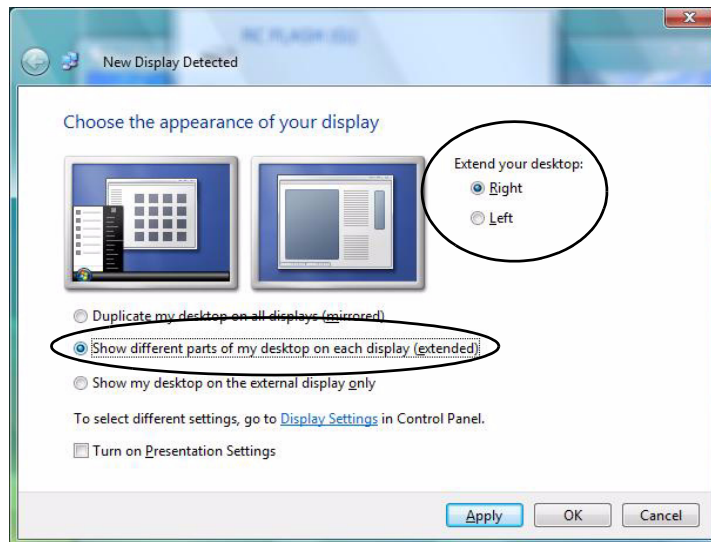 New Display Detected
Choose the appearance of your display
Extend your desktop:
Right
Left
Duplicate my desktop on all displays (mirrored)
Show different parts of my desktop on each display (extended)
Show my desktop on the external display only
To select different settings, go to Display Settings in Control Panel.
Turn on Presentation Settings
Apply OK Cancel